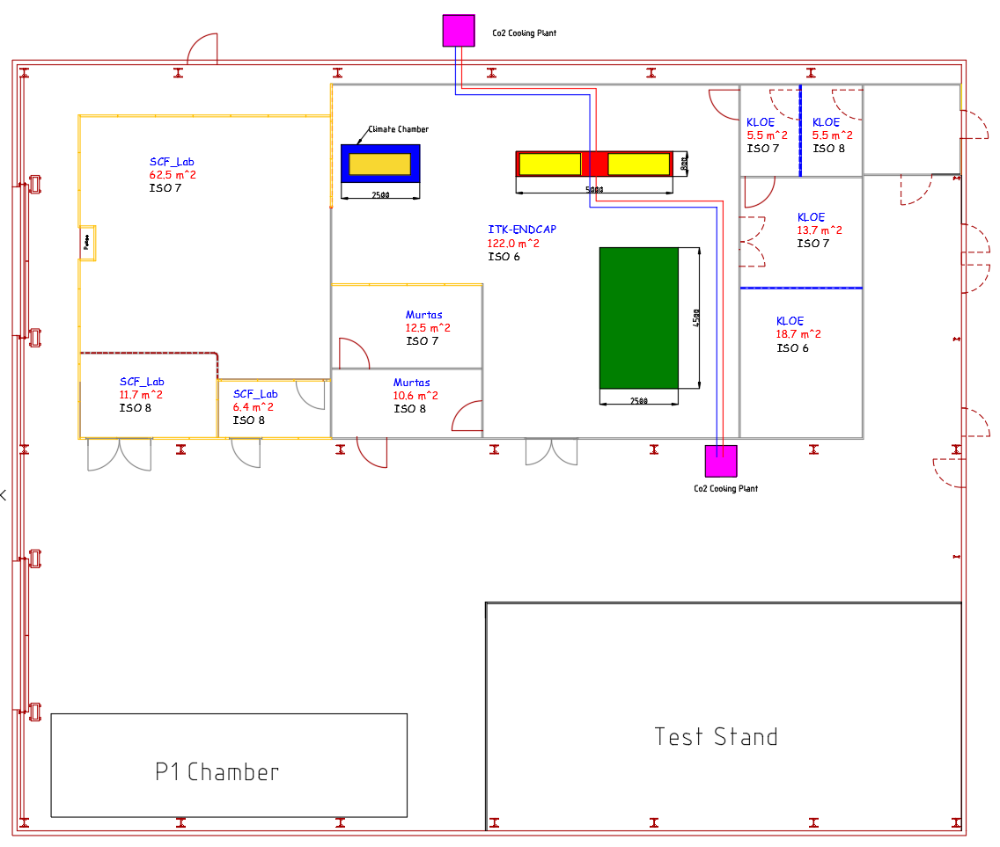 Co2 Cooling Plant
Climate Chamber
2500
5000
800
SCF_Lab
62.5 m^2
ISO 7
KLOE
5.5 m^2
ISO 7
KLOE
5.5 m^2
ISO 8
ITK-ENDCAP
122.0 m^2
ISO 6
KLOE
13.7 m^2
ISO 7
4500
2500
Murtas
12.5 m^2
ISO 7
KLOE
18.7 m^2
ISO 6
SCF_Lab
11.7 m^2
ISO 8
SCF_Lab
6.4 m^2
ISO 8
Murtas
10.6 m^2
ISO 8
Co2 Cooling Plant
P1 Chamber
Test Stand